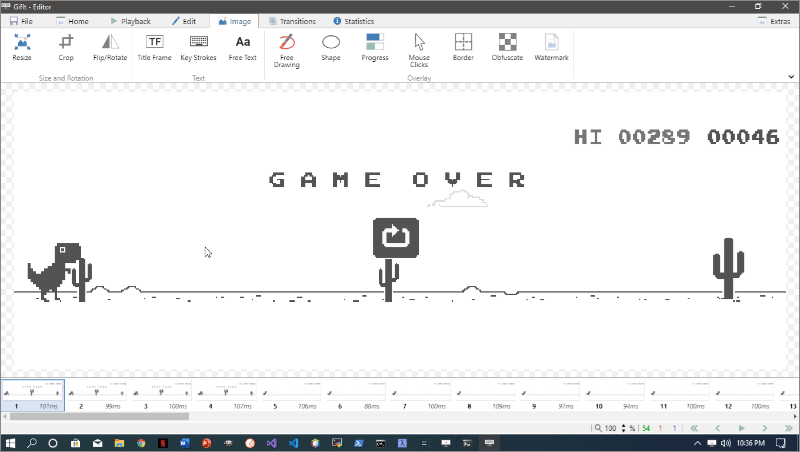 Gifit - Editor
File Home Playback Edit Image Transitions Statistics Extras
Resize Crop Flip/Rotate Title Frame Key Strokes Free Text Free Drawing Shape Progress Mouse Clicks Border Obfuscate Watermark
TF Aa
Size and Rotation Text Overlay
HI 00289 00046
GAME OVER
1 101ms 2 99ms 3 100ms 4 107ms 5 106ms 6 88ms 7 100ms 8 109ms 9 97ms 10 94ms 11 100ms 12 100ms 13
100 % 54 1 1
10:36 PM